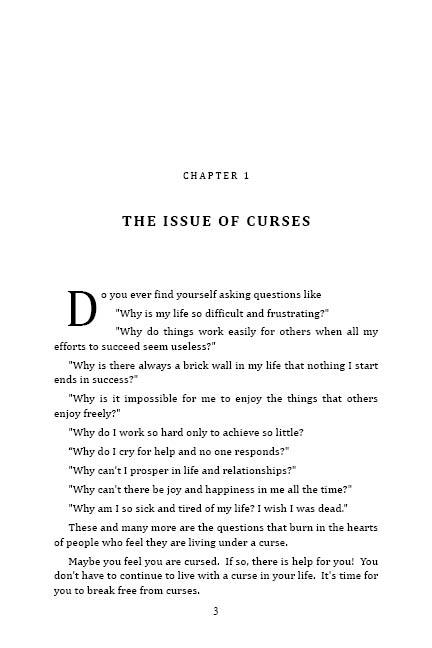 CHAPTER 1
THE ISSUE OF CURSES
Do you ever find yourself asking questions like
"Why is my life so difficult and frustrating?"
"Why do things work easily for others when all my
efforts to succeed seem useless?"
"Why is there always a brick wall in my life that nothing I start
ends in success?"
"Why is it impossible for me to enjoy the things that others
enjoy freely?"
"Why do I work so hard only to achieve so little?
"Why do I cry for help and no one responds?"
"Why can't I prosper in life and relationships?"
"Why can't there be joy and happiness in me all the time?"
"Why am I so sick and tired of my life? I wish I was dead."
These and many more are the questions that burn in the hearts
of people who feel they are living under a curse.
Maybe you feel you are cursed.  If so, there is help for you!  You
don't have to continue to live with a curse in your life.  It's time for
you to break free from curses.
3